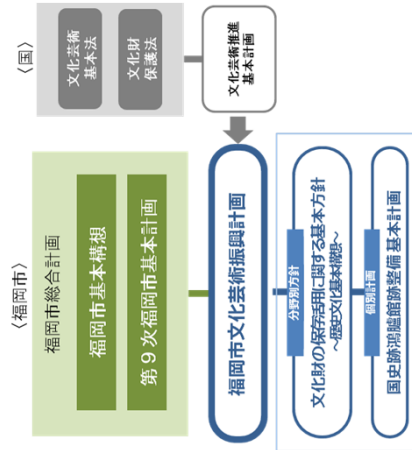 〈国〉
文化芸術
基本法
文化財
保護法
文化芸術推進
基本計画
〈福岡市〉
福岡市総合計画
福岡市基本構想
第9次福岡市基本計画
福岡市文化芸術振興計画
分野別方針
文化財の保存活用に関する基本方針
~歴史文化基本構想~
個別計画
国史跡鴻臚館跡整備基本計画